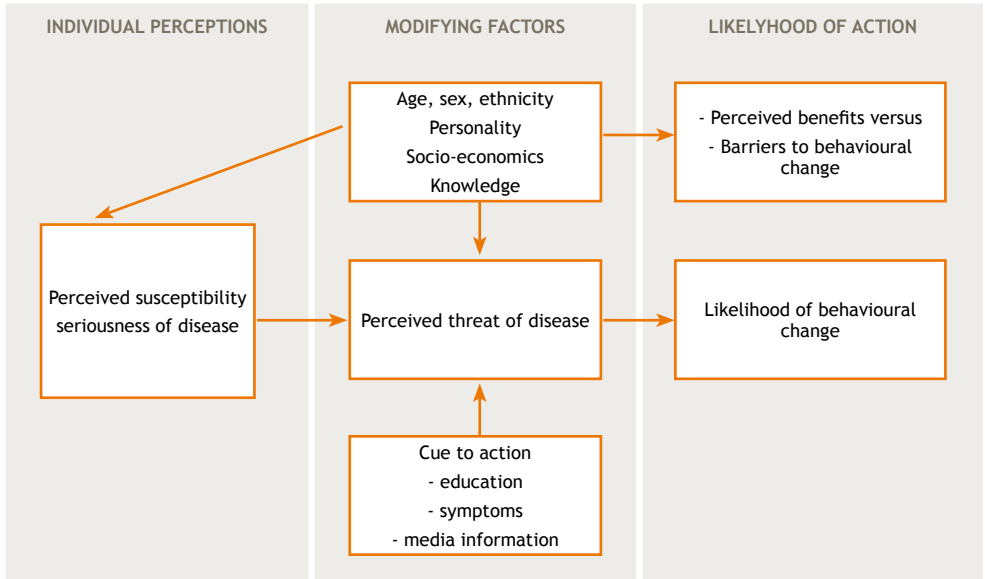 INDIVIDUAL PERCEPTIONS
MODIFYING FACTORS
LIKELYHOOD OF ACTION
Age, sex, ethnicity
Personality
Socio-economics
Knowledge
- Perceived benefits versus
- Barriers to behavioural
change
Perceived susceptibility
seriousness of disease
Perceived threat of disease
Likelihood of behavioural
change
Cue to action
- education
- symptoms
- media information